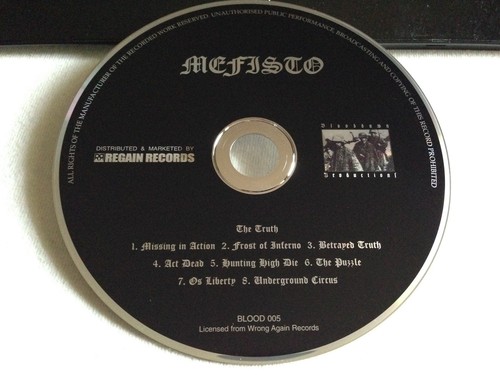 ALL RIGHTS OF THE MANUFACTURER OF THE RECORDED WORK RESERVED. UNAUTHORISED PUBLIC PERFORMANCE, BROADCASTING AND COPYING OF THIS RECORD PROHIBITED
MEFISTO
DISTRIBUTED & MARKETED BY
REGAIN RECORDS
Blooddawn
Productions
The Truth
1. Missing in Action 2. Frost of Inferno 3. Betrayed Truth
4. Act Dead 5. Hunting High Die 6. The Puzzle
7. Os Liberty 8. Underground Circus
BLOOD 005
Licensed from Wrong Again Records